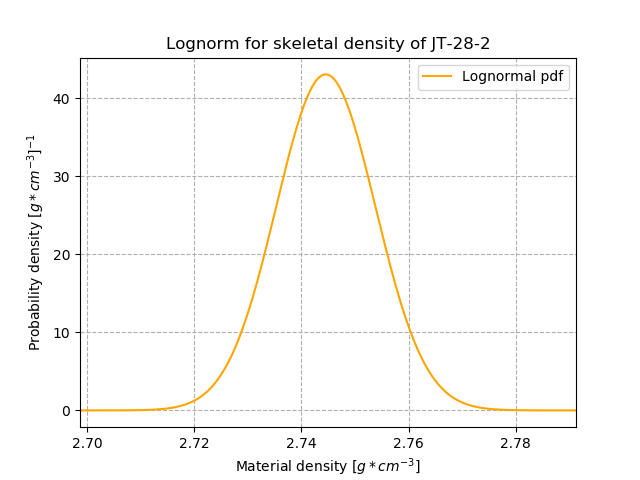 Lognorm for skeletal density of JT-28-2
Lognormal pdf
Probability density [g * cm⁻³]⁻¹
40
30
20
10
0
2.70 2.72 2.74 2.76 2.78
Material density [g * cm⁻³]